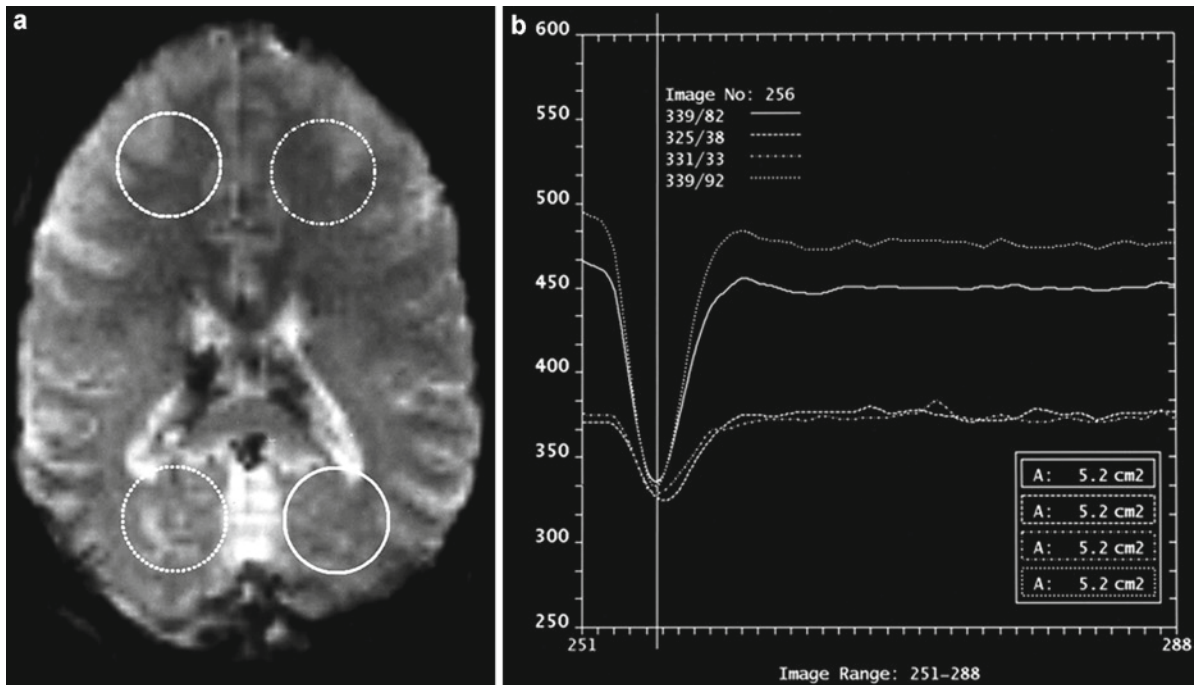 a
b
600
550
500
450
400
350
300
250
Image No: 256
339/82
325/38
331/33
339/92
A: 5.2 cm2
A: 5.2 cm2
A: 5.2 cm2
A: 5.2 cm2
251
288
Image Range: 251–288